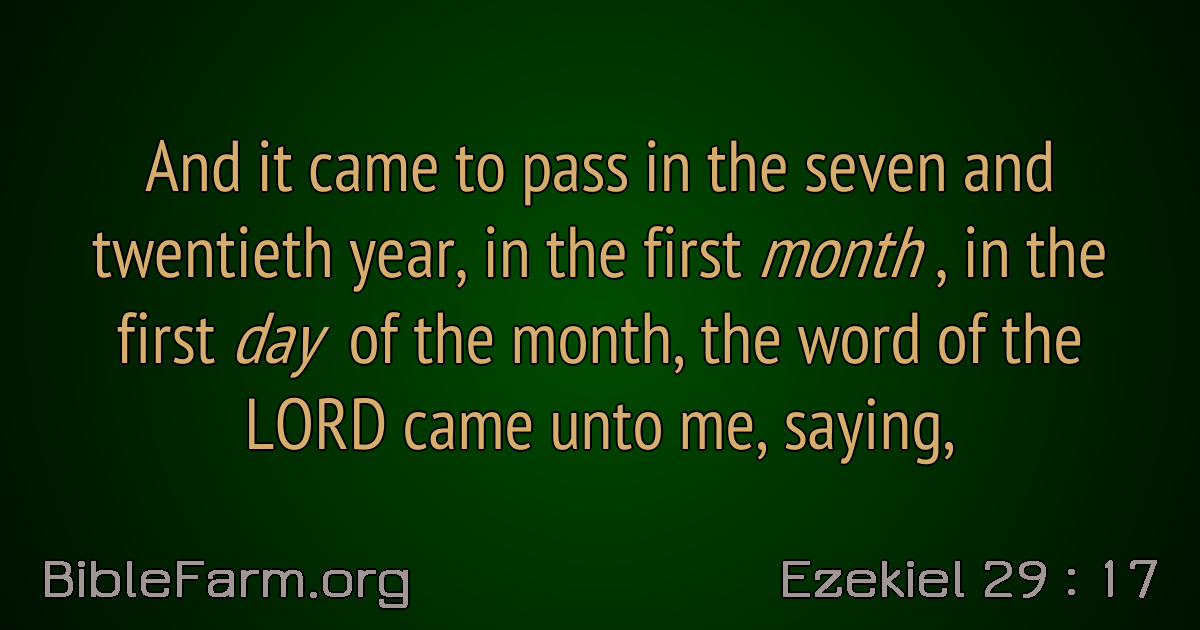 And it came to pass in the seven and
twentieth year, in the first month , in the
first day of the month, the word of the
LORD came unto me, saying,
BibleFarm.org
Ezekiel 29 : 17